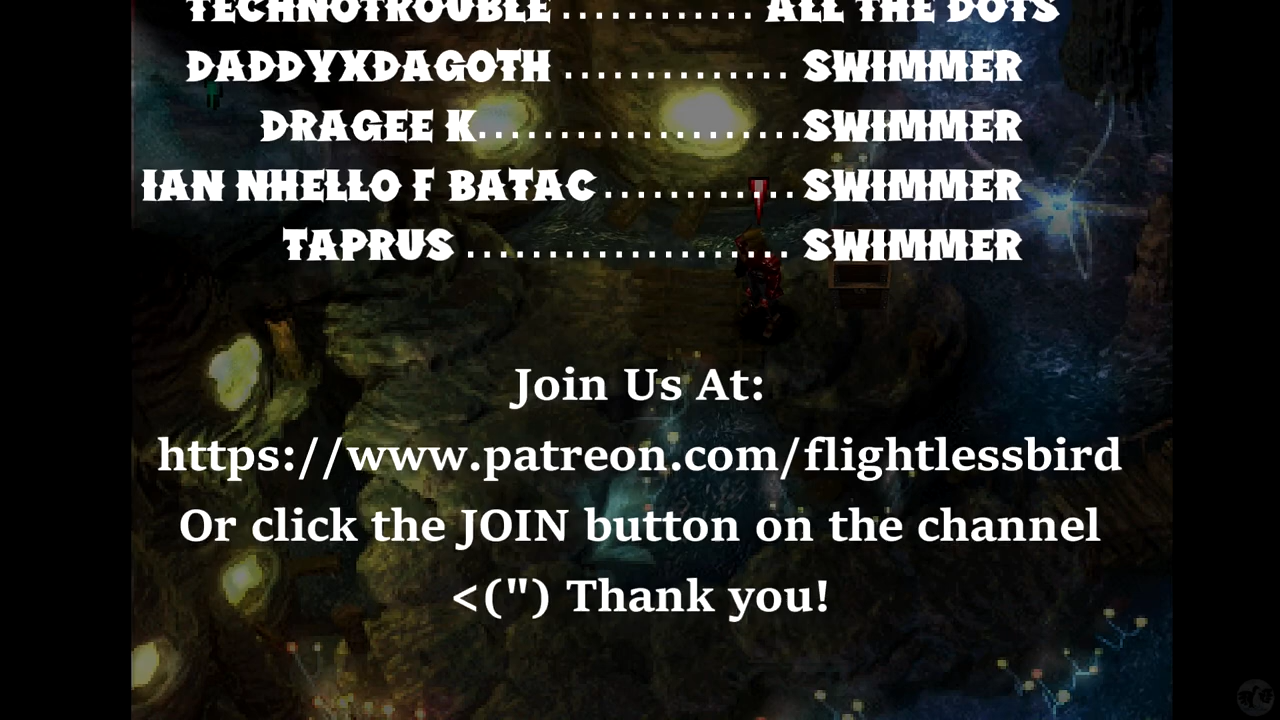 TECHNOTROUBLE ............ ALL THE DOTS
DADDYXDAGOTH .............. SWIMMER
DRAGEE K....................SWIMMER
IAN NHELLO F BATAC............SWIMMER
TAPRUS .................... SWIMMER
Join Us At:
https://www.patreon.com/flightlessbird
Or click the JOIN button on the channel
<(") Thank you!